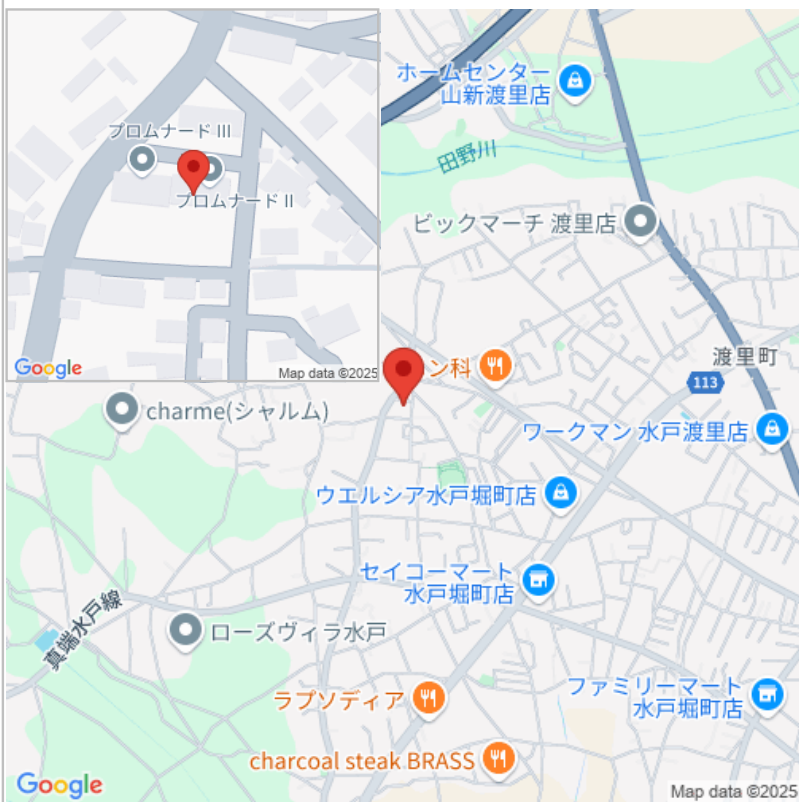 プロムナード III
プロムナード II
Google
Map data ©2025
ホームセンター
山新渡里店
田野川
ビックマーチ 渡里店
渡里町
ン科
113
charme(シャルム)
ワークマン 水戸渡里店
ウエルシア水戸堀町店
セイコーマート
水戸堀町店
真端水戸線
ローズヴィラ水戸
ラプソディア
ファミリーマート
水戸堀町店
charcoal steak BRASS
Google
Map data ©2025